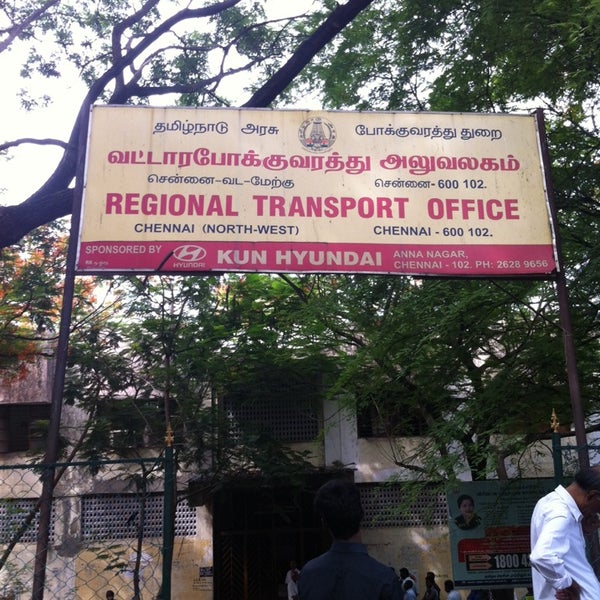 தமிழ்நாடு அரசு போக்குவரத்து துறை
வட்டாரபோக்குவரத்து அலுவலகம்
சென்னை-வட-மேற்கு சென்னை- 600 102.
REGIONAL TRANSPORT OFFICE
CHENNAI (NORTH-WEST) CHENNAI - 600 102.
SPONSORED BY HYUNDAI KUN HYUNDAI ANNA NAGAR,
CHENNAI - 102. PH: 2628 9656
1800